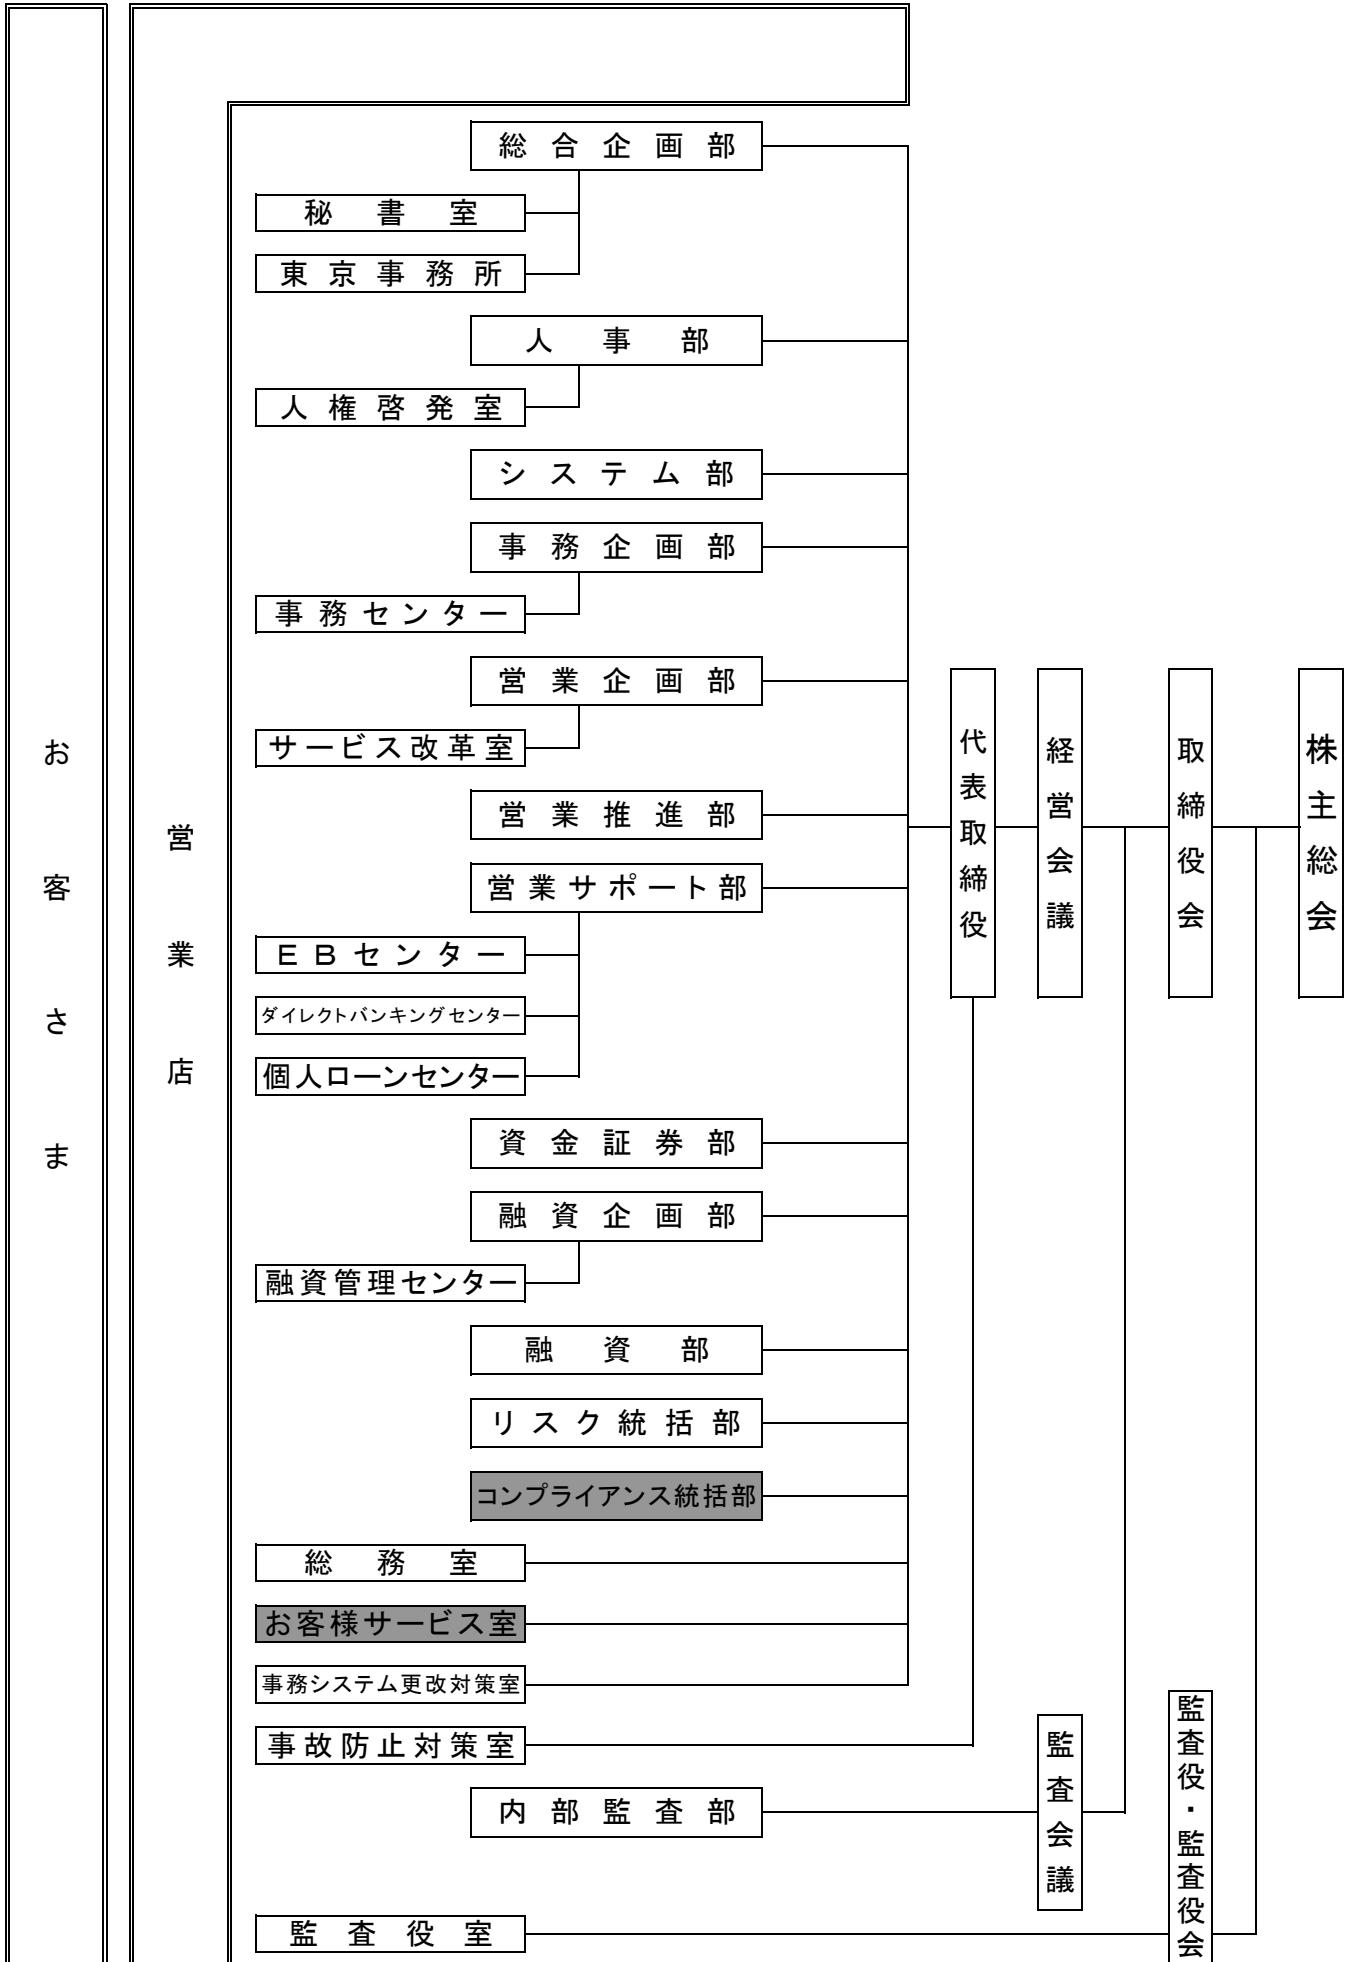 お客さま
営業店
総合企画部
秘書室
東京事務所
人事部
人権啓発室
システム部
事務企画部
事務センター
営業企画部
サービス改革室
営業推進部
営業サポート部
ＥＢセンター
ダイレクトバンキングセンター
個人ローンセンター
資金証券部
融資企画部
融資管理センター
融資部
リスク統括部
コンプライアンス統括部
総務室
お客様サービス室
事務システム更改対策室
事故防止対策室
内部監査部
監査役室
代表取締役
経営会議
取締役会
株主総会
監査会議
監査役・監査役会